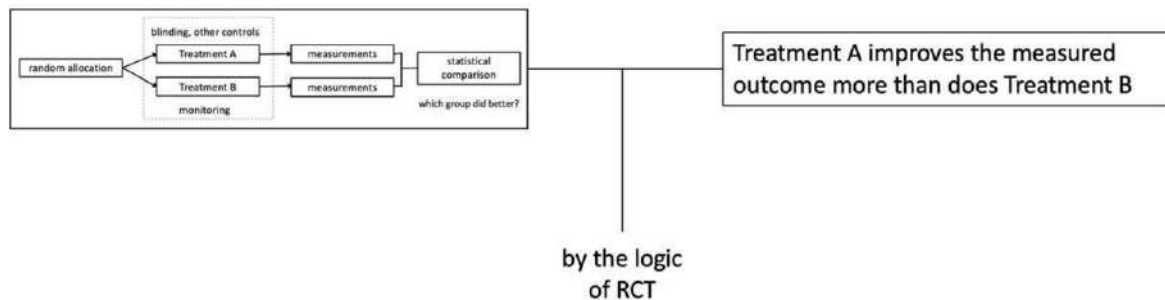 blinding, other controls
random allocation
Treatment A
measurements
Treatment B
measurements
monitoring
statistical
comparison
which group did better?
Treatment A improves the measured
outcome more than does Treatment B
by the logic
of RCT